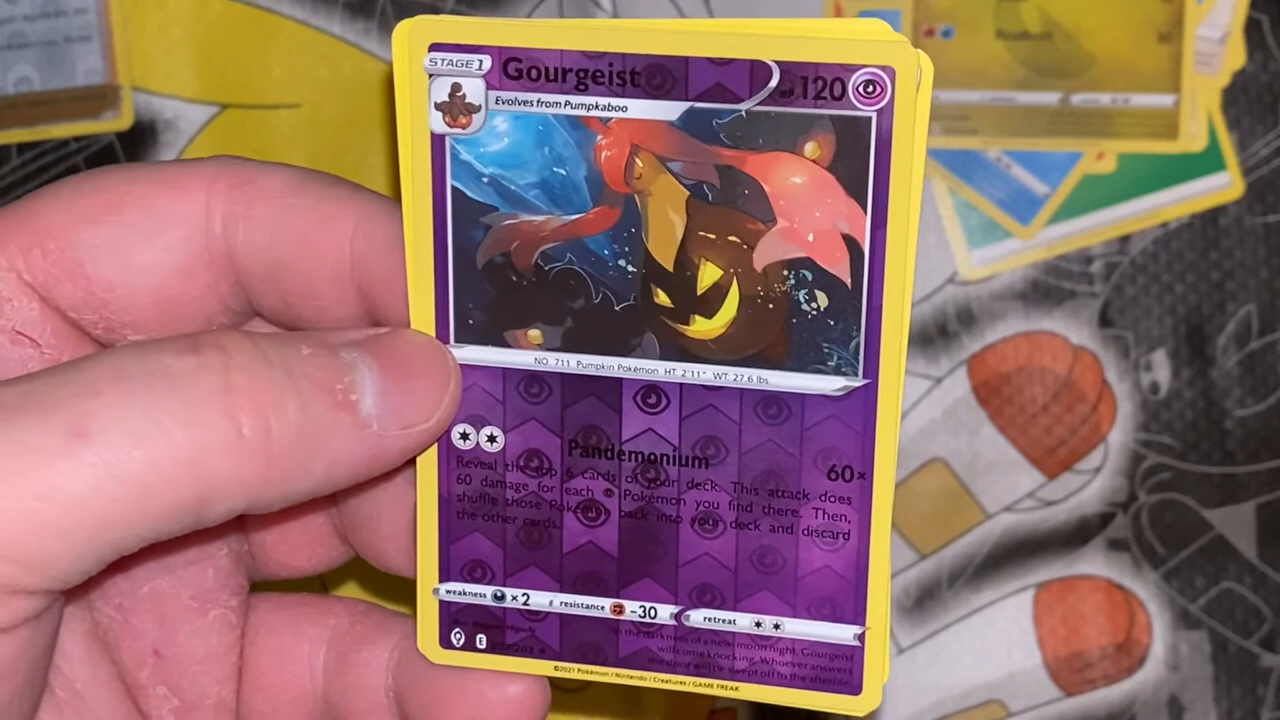 STAGE 1
Gourgeist
HP 120
Evolves from Pumpkaboo
NO. 711 Pumpkin Pokémon HT: 2'11" WT: 27.6 lbs.
Pandemonium 60×
Reveal the top 6 cards of your deck. This attack does
60 damage for each Pokémon you find there. Then,
shuffle those Pokémon back into your deck and discard
the other cards.
weakness ×2 resistance -30 retreat
In the darkness of a new moon night, Gourgeist
will come knocking. Whoever answers
the door will be swept off to the afterlife.
E /203
©2021 Pokémon / Nintendo / Creatures / GAME FREAK